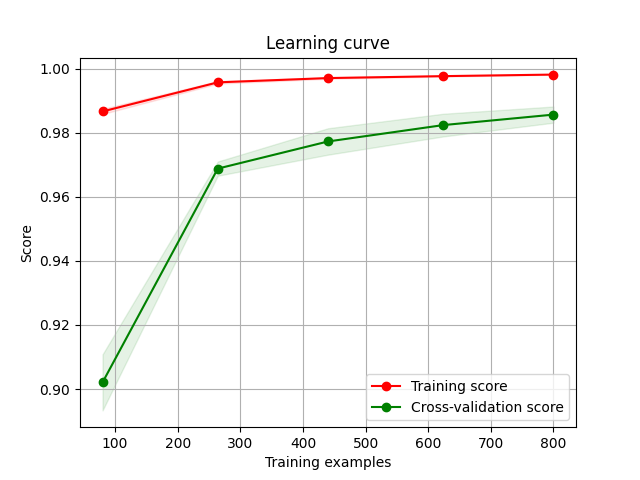 Learning curve
1.00
0.98
0.96
0.94
0.92
0.90
Score
Training score
Cross-validation score
100 200 300 400 500 600 700 800
Training examples